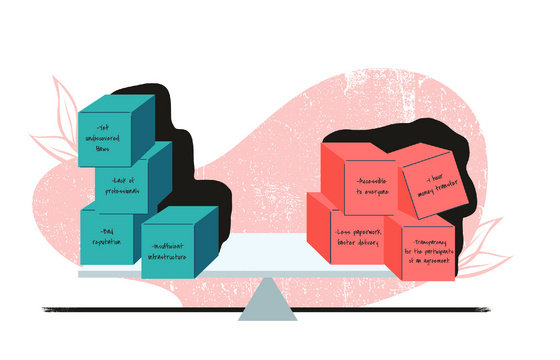 -Yet
undiscovered
flaws
-Lack of
professionals
-Bad
reputation
-Insufficient
infrastructure
-Accessible
to everyone
-1 hour
money transfer
-Less paperwork,
faster delivery
-Transparency
for the participants
of an agreement